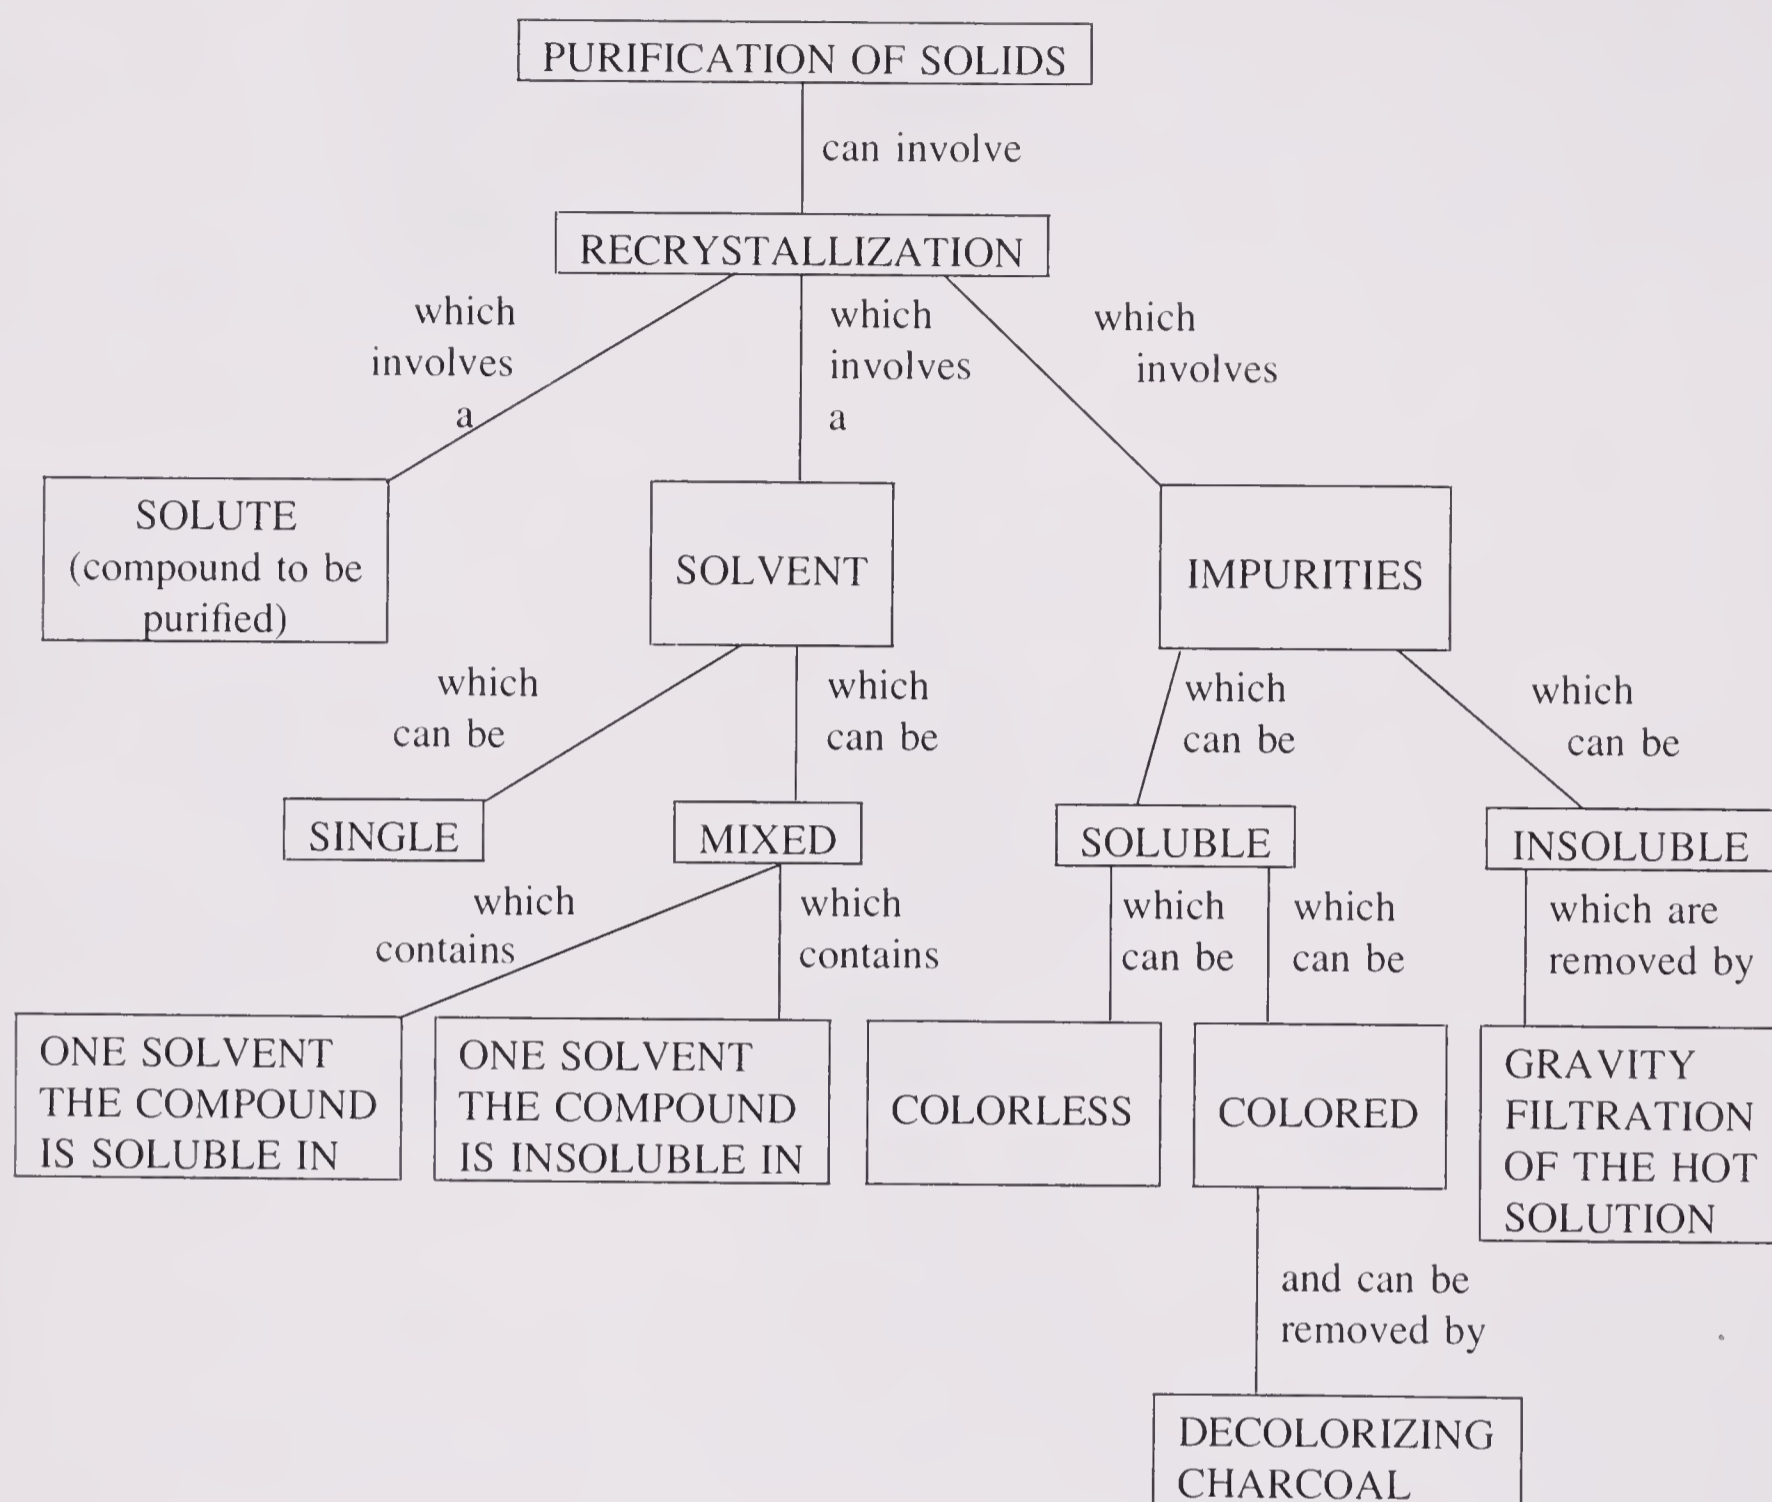 PURIFICATION OF SOLIDS
can involve
RECRYSTALLIZATION
which
involves
a
which
involves
a
which
involves
SOLUTE
(compound to be
purified)
SOLVENT
IMPURITIES
which
can be
which
can be
which
can be
which
can be
SINGLE
MIXED
SOLUBLE
INSOLUBLE
which
contains
which
contains
which
can be
which
can be
which are
removed by
ONE SOLVENT
THE COMPOUND
IS SOLUBLE IN
ONE SOLVENT
THE COMPOUND
IS INSOLUBLE IN
COLORLESS
COLORED
GRAVITY
FILTRATION
OF THE HOT
SOLUTION
and can be
removed by
DECOLORIZING
CHARCOAL